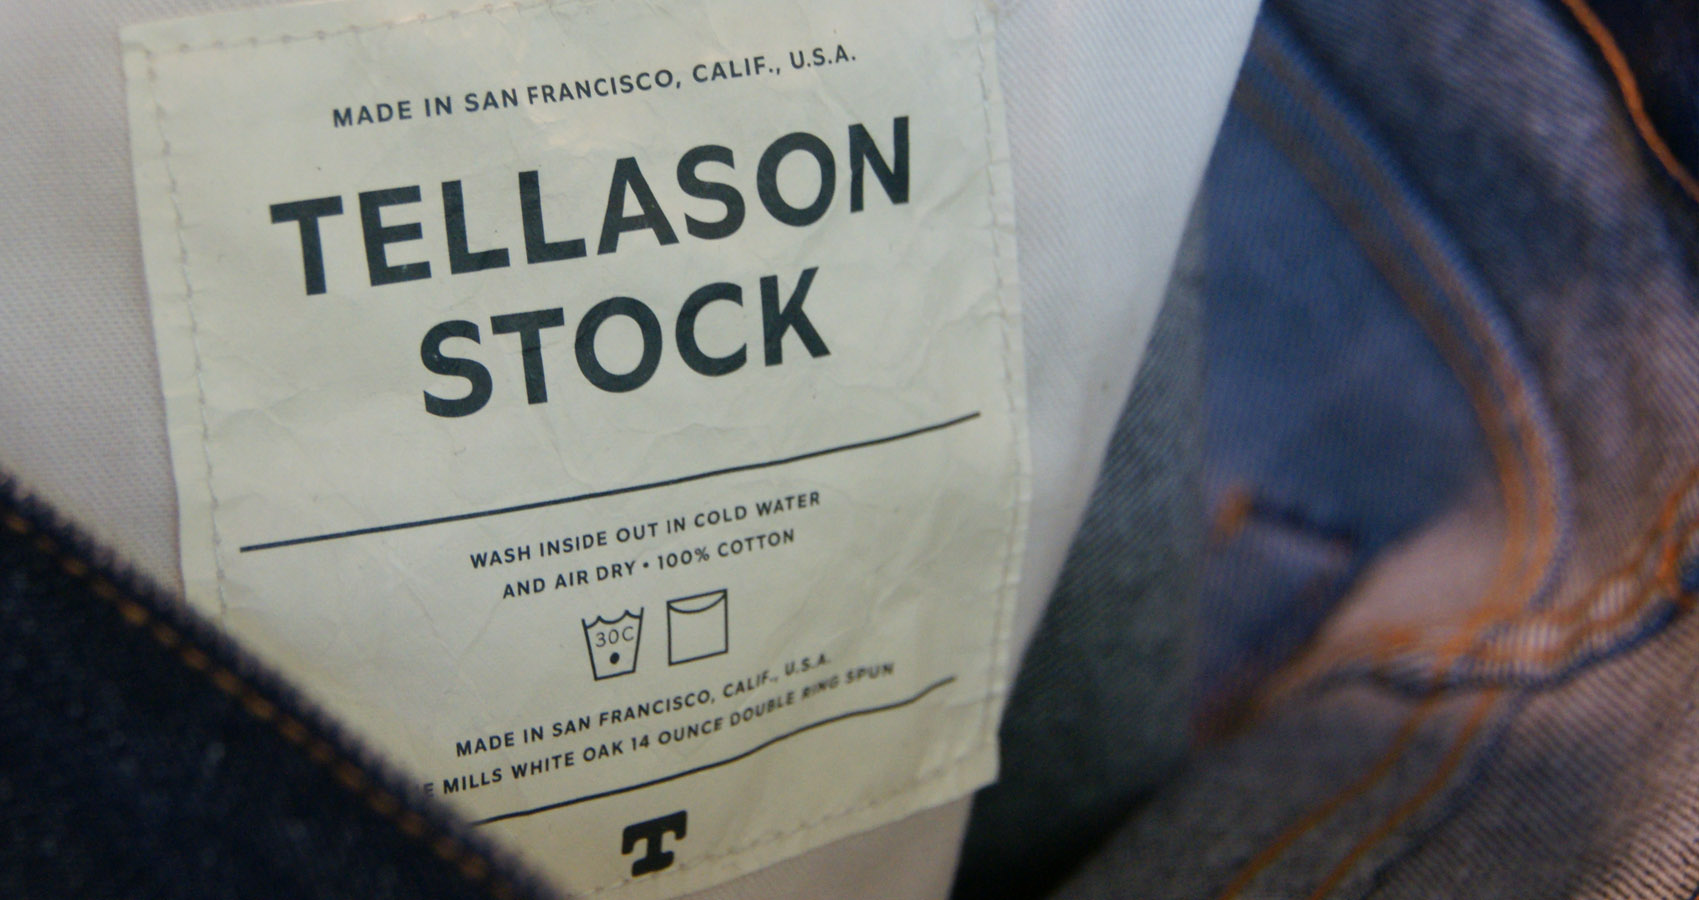 MADE IN SAN FRANCISCO, CALIF., U.S.A.
TELLASON
STOCK
WASH INSIDE OUT IN COLD WATER
AND AIR DRY • 100% COTTON
30C
MADE IN SAN FRANCISCO, CALIF., U.S.A.
MILLS WHITE OAK 14 OUNCE DOUBLE RING SPUN
T